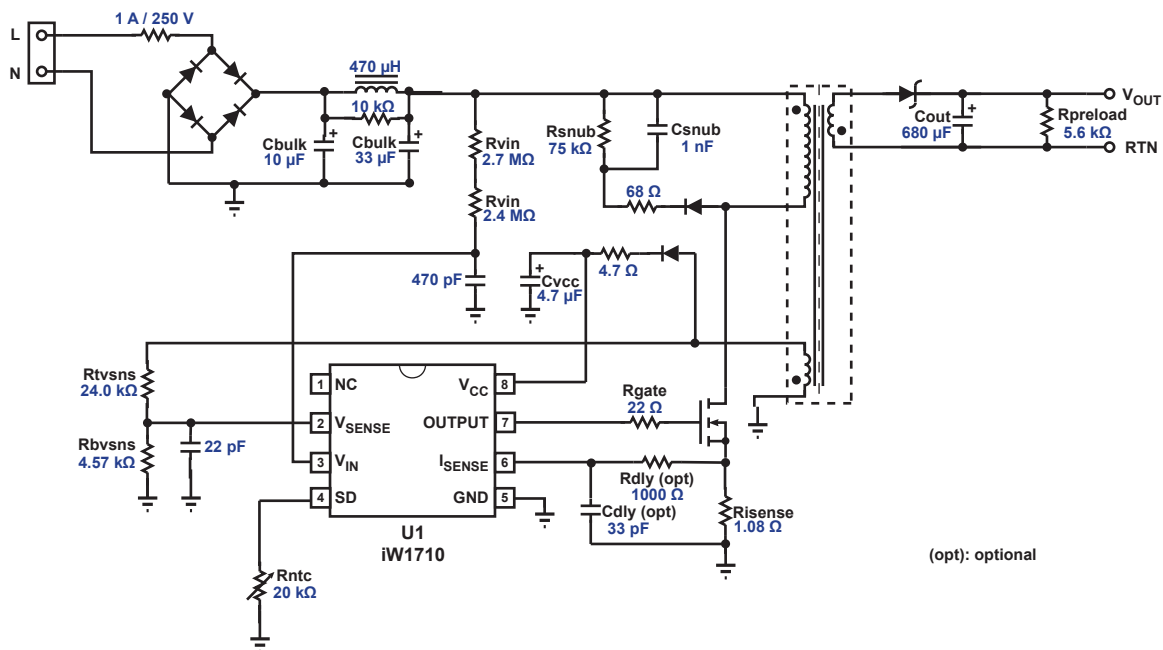 1 A / 250 V
L
N
470 µH
10 kΩ
Cbulk
10 µF
+
Cbulk
33 µF
+
Rvin
2.7 MΩ
Rvin
2.4 MΩ
Rsnub
75 kΩ
Csnub
1 nF
68 Ω
Cout
680 µF
+
Rpreload
5.6 kΩ
VOUT
RTN
470 pF
+
Cvcc
4.7 µF
4.7 Ω
Rtvsns
24.0 kΩ
Rbvsns
4.57 kΩ
22 pF
1 NC
2 VSENSE
3 VIN
4 SD
VCC 8
OUTPUT 7
ISENSE 6
GND 5
U1
iW1710
Rgate
22 Ω
Rdly (opt)
1000 Ω
Cdly (opt)
33 pF
Risense
1.08 Ω
Rntc
20 kΩ
(opt): optional